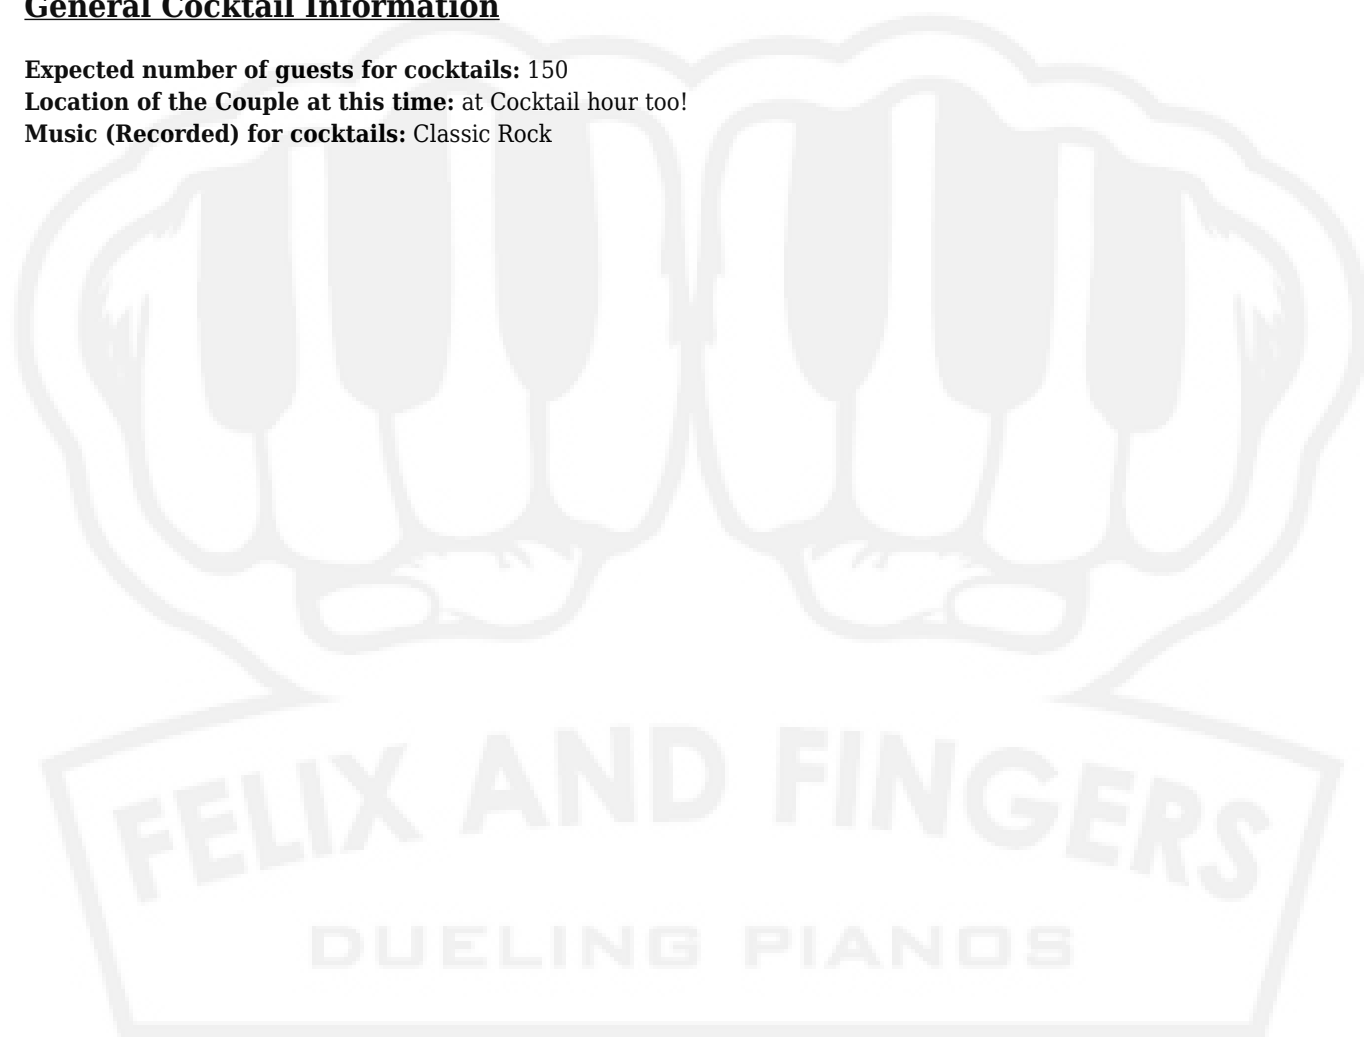 General Cocktail Information
Expected number of guests for cocktails: 150
Location of the Couple at this time: at Cocktail hour too!
Music (Recorded) for cocktails: Classic Rock
FELIX AND FINGERS
DUELING PIANOS